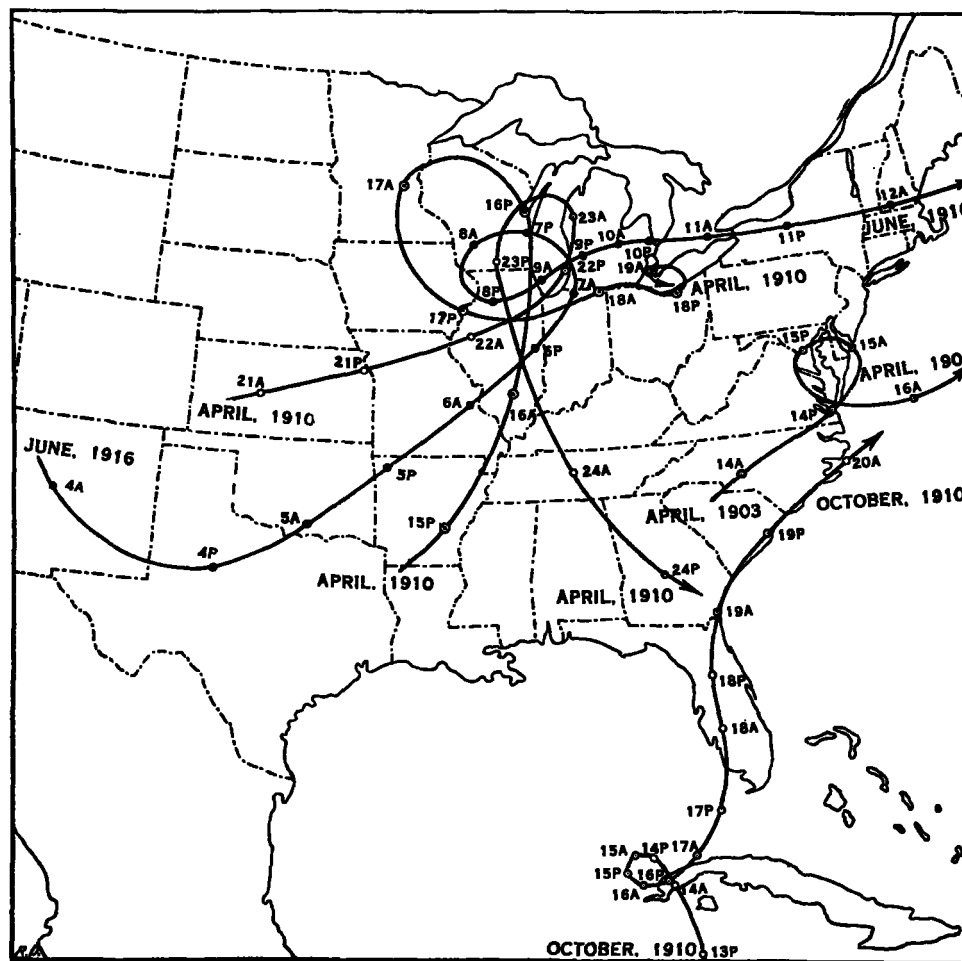 12A
17A
16P
23A
JUNE, 1910
7P
11A
11P
8A
9P
10A
10P
23P
9A
22P
19A
7A
APRIL, 1910
8P
18A
18P
17P
22A
15P
15A
6P
21P
APRIL, 190
21A
16A
16A
6A
14P
APRIL, 1910
JUNE, 1916
20A
5P
24A
14A
4A
OCTOBER, 1910
APRIL, 1903
5A
15P
19P
4P
APRIL, 1910
APRIL, 1910
24P
19A
18P
18A
17P
15A
14P
17A
15P
16P
16A
14A
OCTOBER, 1910
13P